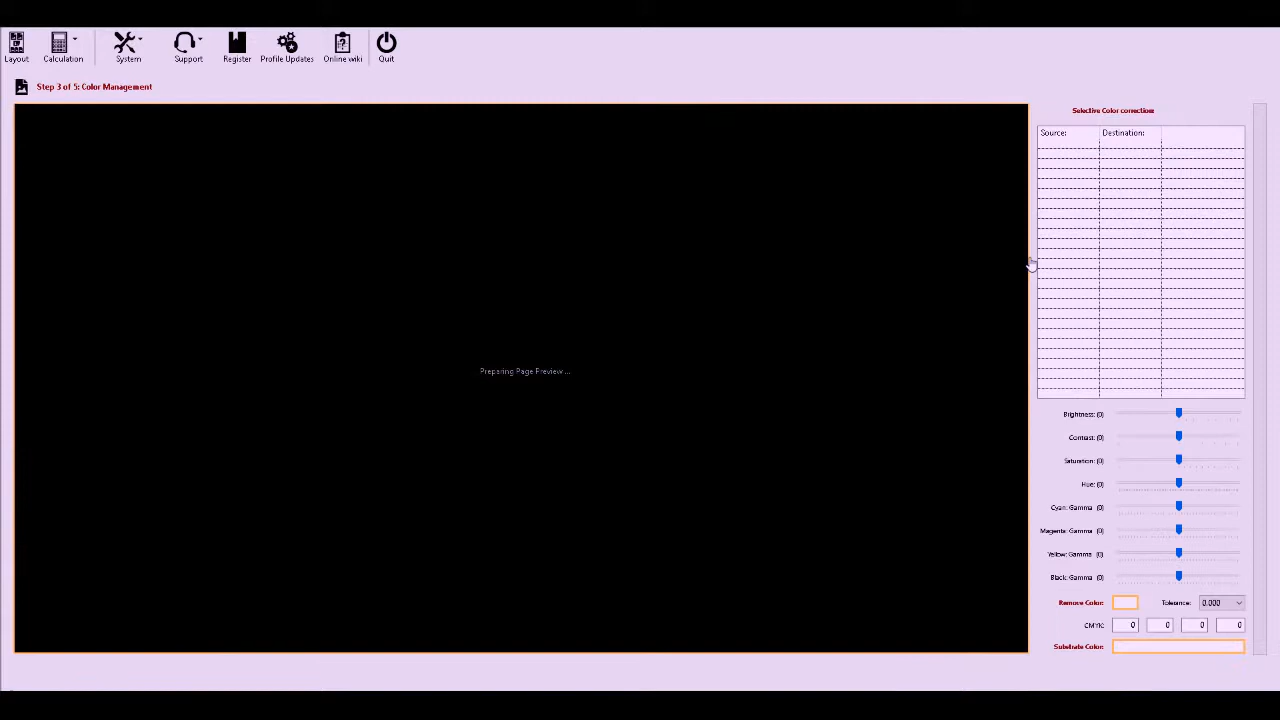 Layout Calculation System Support Register Profile Updates Online wiki Quit
Step 3 of 5: Color Management
Selective Color correction:
Source: Destination:
Preparing Page Preview ...
Brightness: (0)
Contrast: (0)
Saturation: (0)
Hue: (0)
Cyan: Gamma (0)
Magenta: Gamma (0)
Yellow: Gamma (0)
Black: Gamma (0)
Remove Color: Tolerance: 0.000
CMYK: 0 0 0 0
Substrate Color: